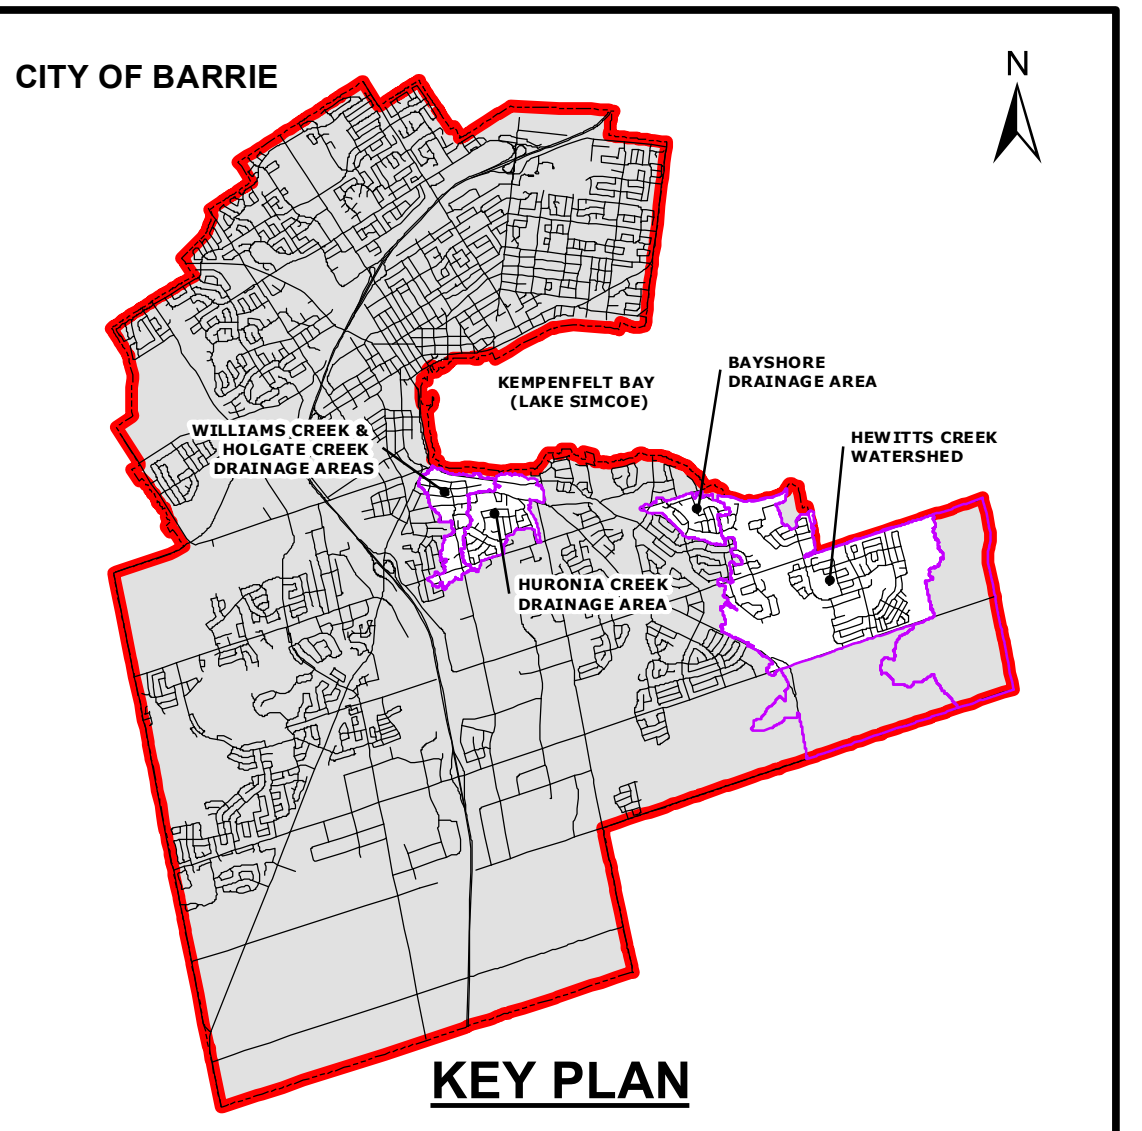 N
CITY OF BARRIE
BAYSHORE
DRAINAGE AREA
KEMPENFELT BAY
(LAKE SIMCOE)
WILLIAMS CREEK &
HOLGATE CREEK
DRAINAGE AREAS
HEWITTS CREEK
WATERSHED
HURONIA CREEK
DRAINAGE AREA
KEY PLAN